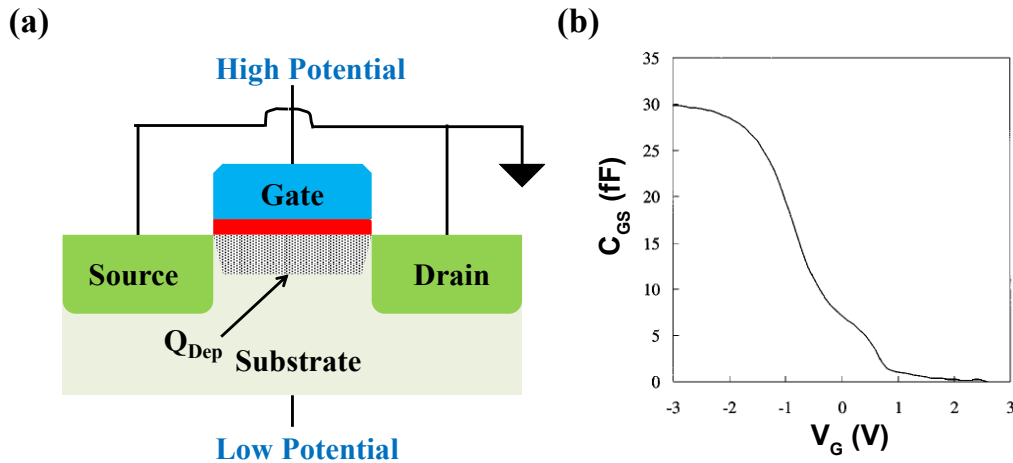 (a)
High Potential
Gate
Source
Drain
Q_Dep
Substrate
Low Potential
(b)
35
30
25
20
15
10
5
0
C_GS (fF)
-3 -2 -1 0 1 2 3
V_G (V)